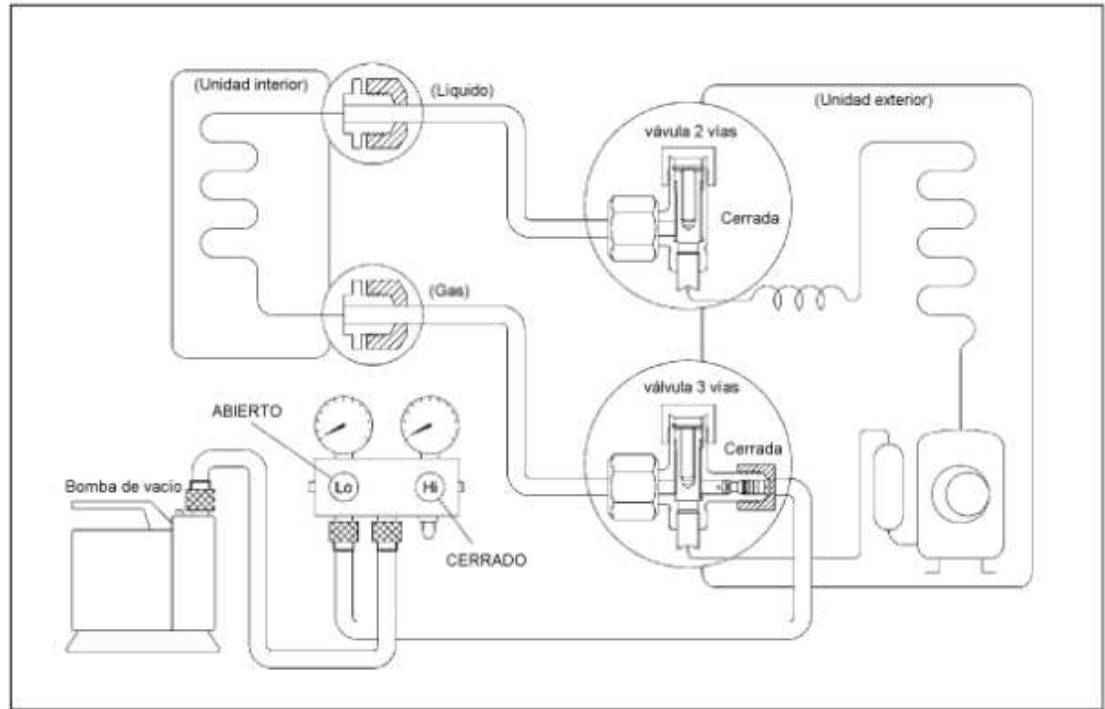 (Unidad interior)
(Líquido)
(Unidad exterior)
vávula 2 vías
Cerrada
(Gas)
válvula 3 vías
Cerrada
ABIERTO
Bomba de vacío
Lo
Hi
CERRADO